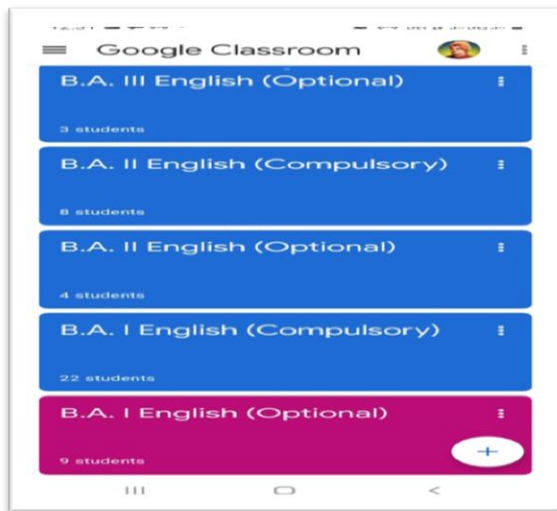 Google Classroom
B.A. III English (Optional)
3 students
B.A. II English (Compulsory)
8 students
B.A. II English (Optional)
4 students
B.A. I English (Compulsory)
22 students
B.A. I English (Optional)
9 students
+